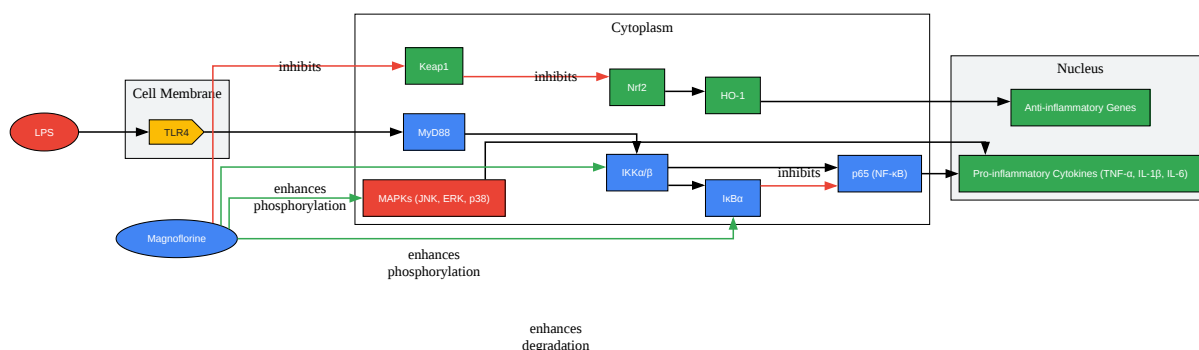 Cytoplasm
Keap1
inhibits
inhibits
Nrf2
HO-1
Nucleus
Anti-inflammatory Genes
Cell Membrane
LPS
TLR4
MyD88
IKKα/β
inhibits
p65 (NF-κB)
Pro-inflammatory Cytokines (TNF-α, IL-1β, IL-6)
enhances
phosphorylation
MAPKs (JNK, ERK, p38)
IκBα
Magnoflorine
enhances
phosphorylation
enhances
degradation